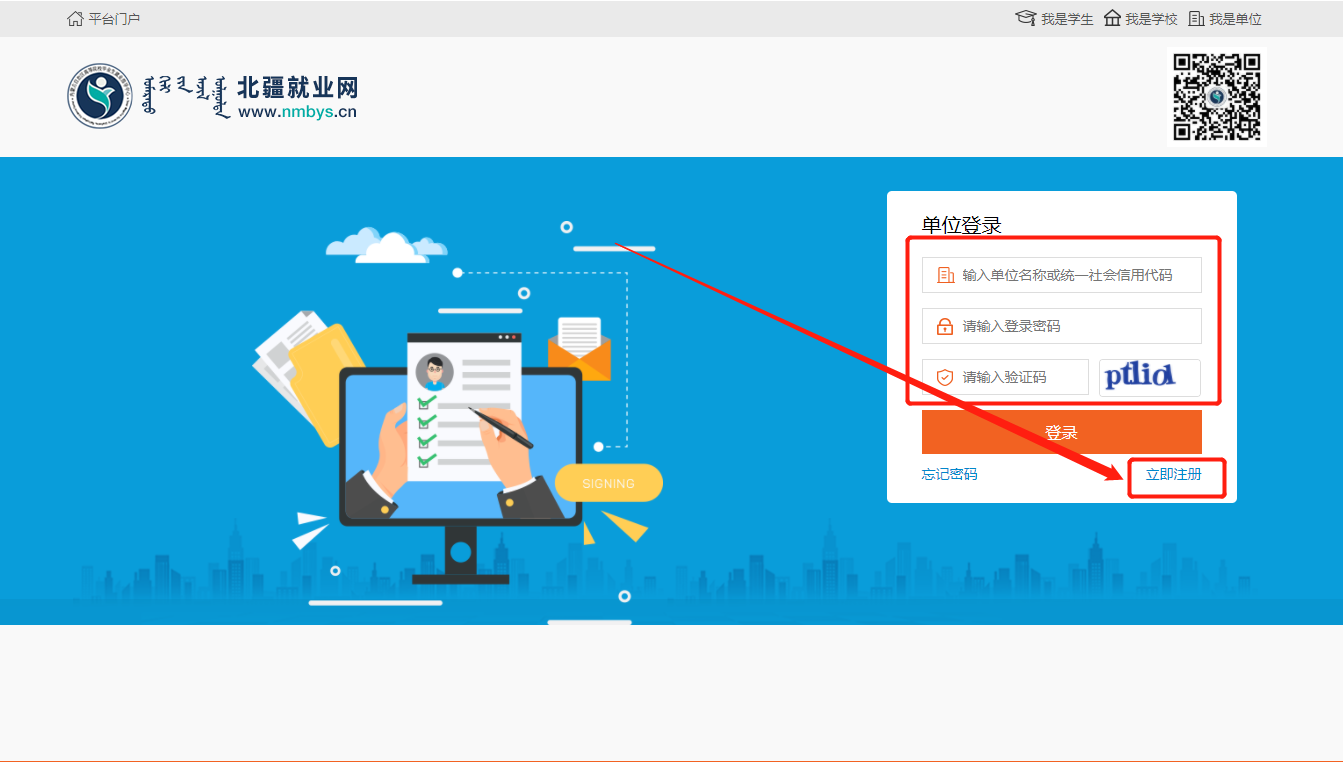 平台门户
我是学生 我是学校 我是单位
北疆就业网
www.nmbys.cn
单位登录
输入单位名称或统一社会信用代码
请输入登录密码
请输入验证码
登录
忘记密码 立即注册
SIGNING